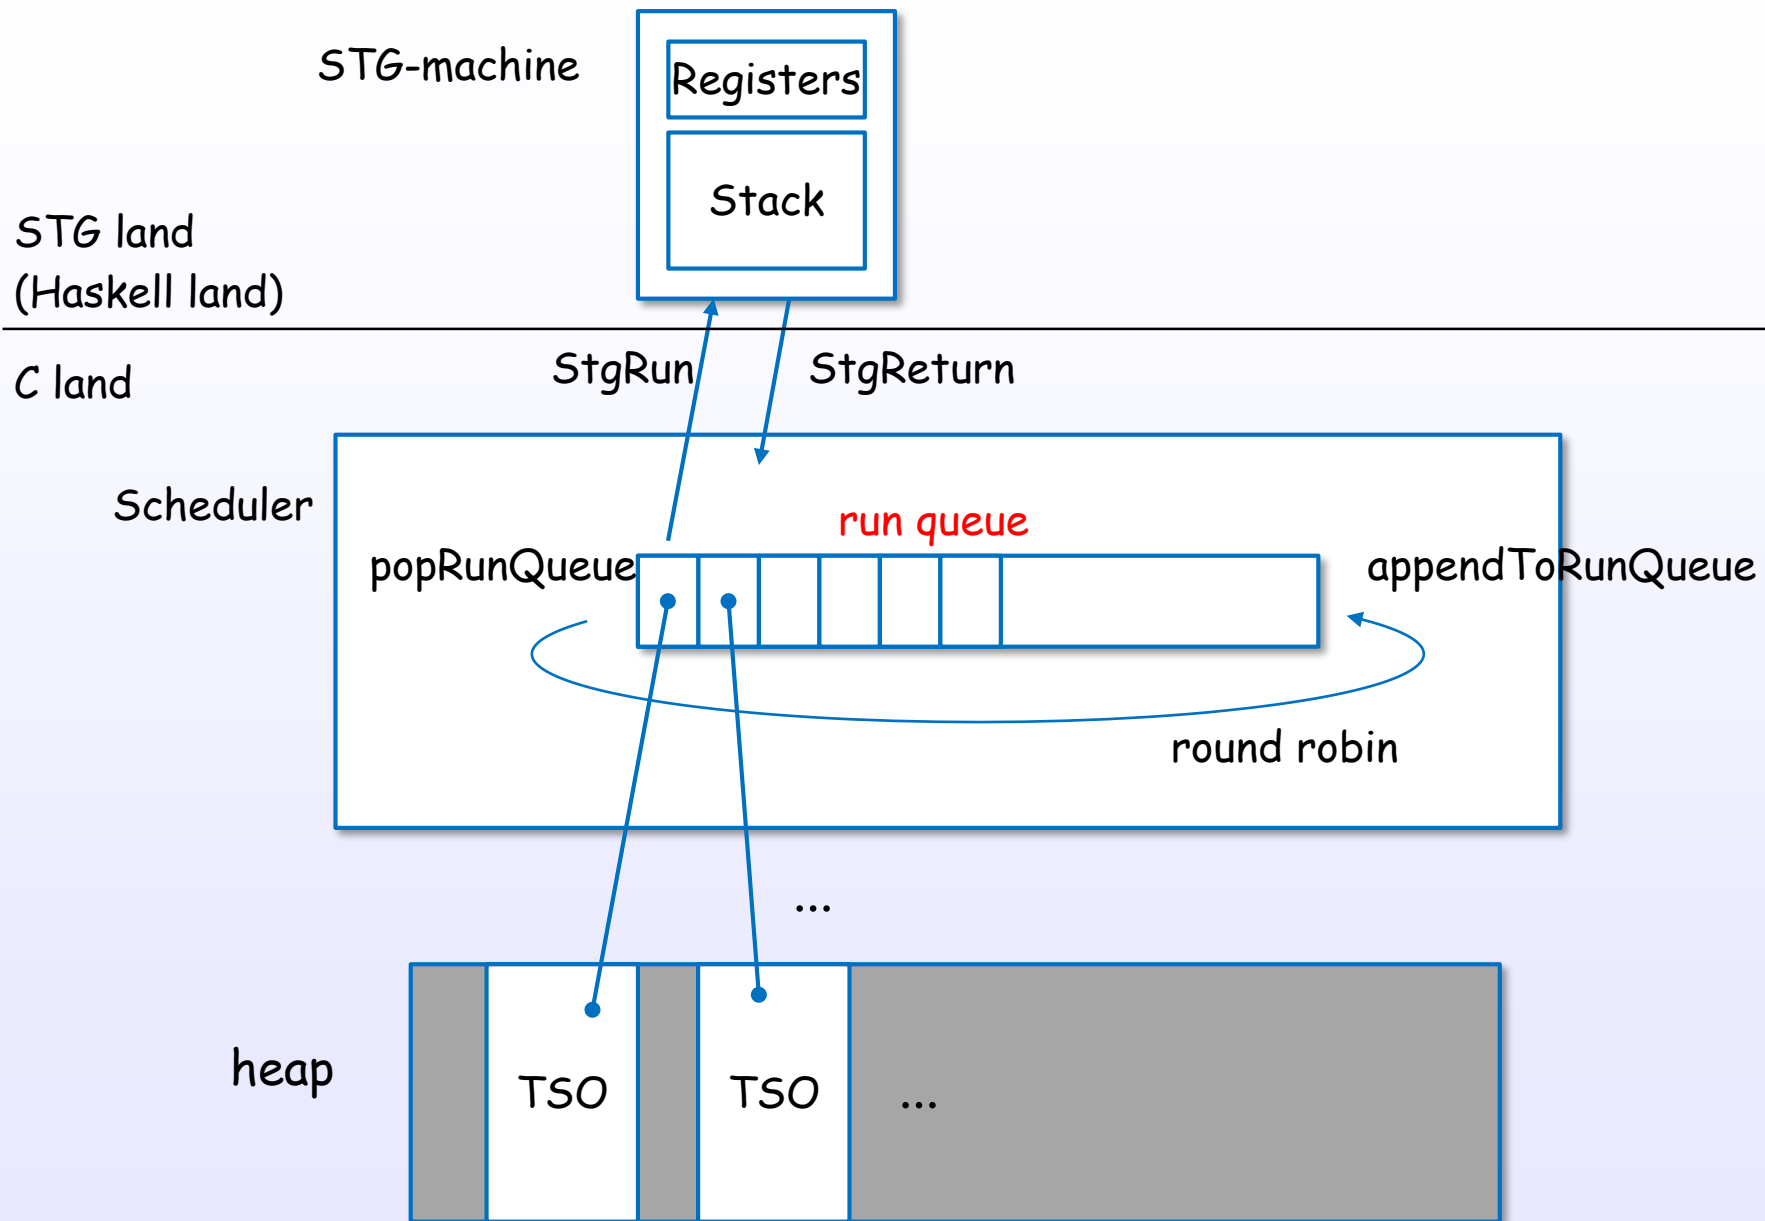 STG-machine
Registers
Stack
STG land
(Haskell land)
C land
StgRun
StgReturn
Scheduler
run queue
popRunQueue
appendToRunQueue
round robin
...
heap
TSO
TSO
...